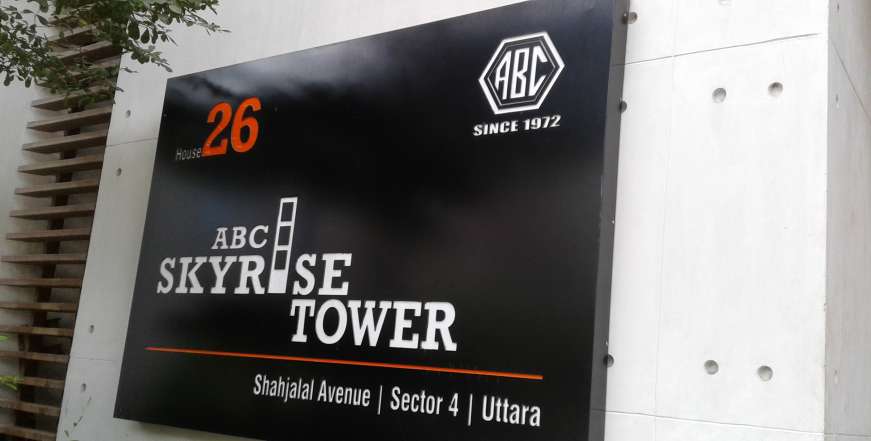 ABC
SINCE 1972
House 26
ABC
SKYRISE
TOWER
Shahjalal Avenue | Sector 4 | Uttara